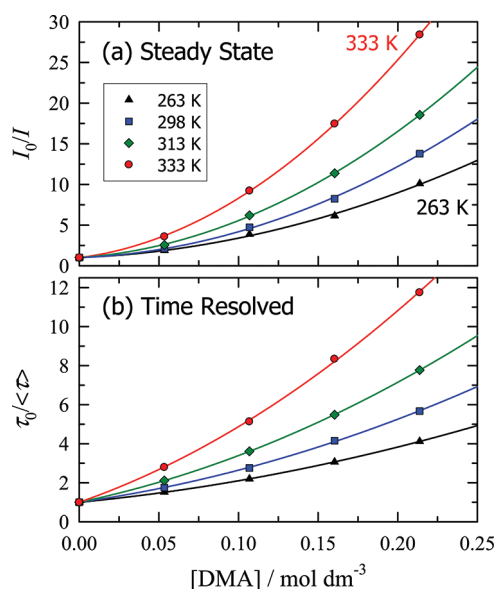 30
25
20
15
10
5
0
I₀/I
(a) Steady State
333 K
263 K
298 K
313 K
333 K
263 K
12
10
8
6
4
2
0
τ₀/<τ>
(b) Time Resolved
0.00 0.05 0.10 0.15 0.20 0.25
[DMA] / mol dm⁻³